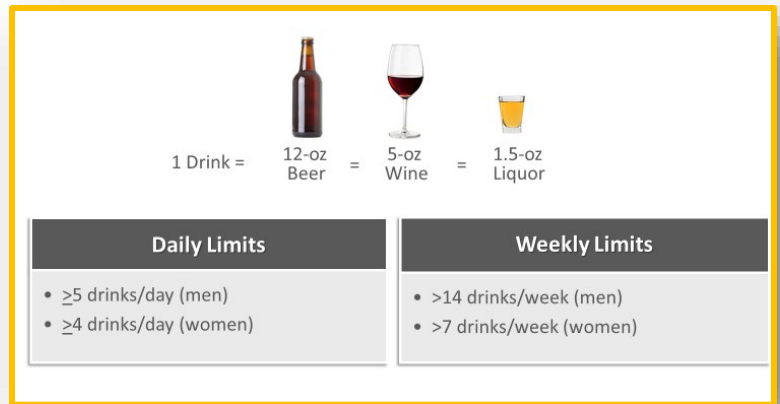 1 Drink = 12-oz Beer = 5-oz Wine = 1.5-oz Liquor
Daily Limits
• ≥5 drinks/day (men)
• ≥4 drinks/day (women)
Weekly Limits
• >14 drinks/week (men)
• >7 drinks/week (women)